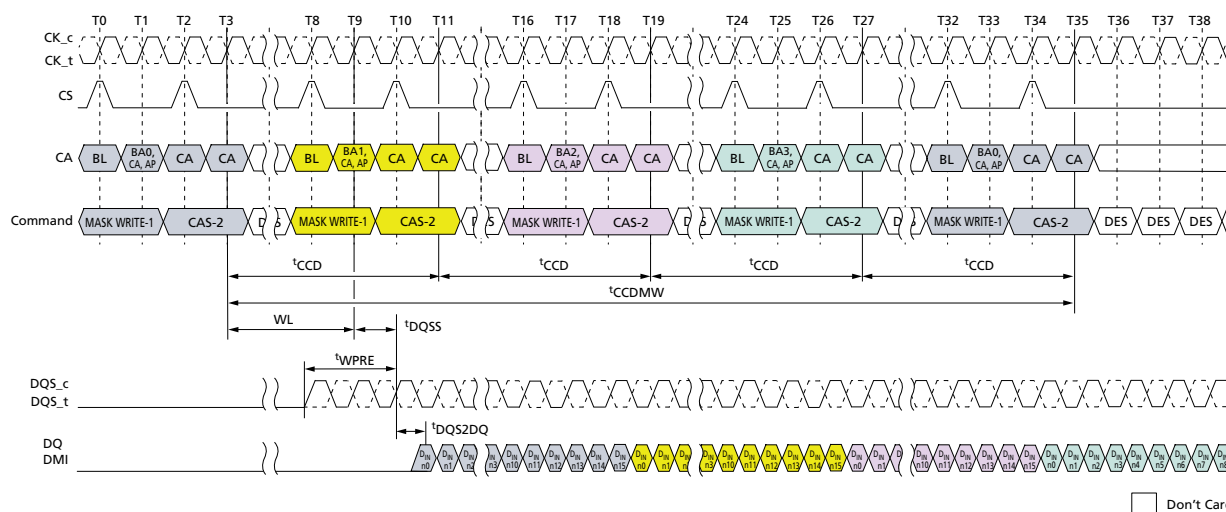 T0 T1 T2 T3 T8 T9 T10 T11 T16 T17 T18 T19 T24 T25 T26 T27 T32 T33 T34 T35 T36 T37 T38
CK_c
CK_t
CS
CA BL BA0, CA, AP CA CA BL BA1, CA, AP CA CA BL BA2, CA, AP CA CA BL BA3, CA, AP CA CA BL BA0, CA, AP CA CA
Command MASK WRITE-1 CAS-2 MASK WRITE-1 CAS-2 MASK WRITE-1 CAS-2 MASK WRITE-1 CAS-2 MASK WRITE-1 CAS-2 DES DES DES
tCCD tCCD tCCD tCCD
tCCDMW
WL tDQSS
tWPRE
DQS_c
DQS_t
tDQS2DQ
DQ
DMI
DIN n0 DIN n1 DIN n2 n3 DIN n10 DIN n11 DIN n12 DIN n13 DIN n14 DIN n15 DIN n0 DIN n1 DIN n3 DIN n10 DIN n11 DIN n12 DIN n13 DIN n14 DIN n15 DIN n0 DIN n1 DIN n10 DIN n11 DIN n12 DIN n13 DIN n14 DIN n15 DIN n0 DIN n1 DIN n2 DIN n3 DIN n4 DIN n5 DIN n6 DIN n7 DIN n8
Don't Care